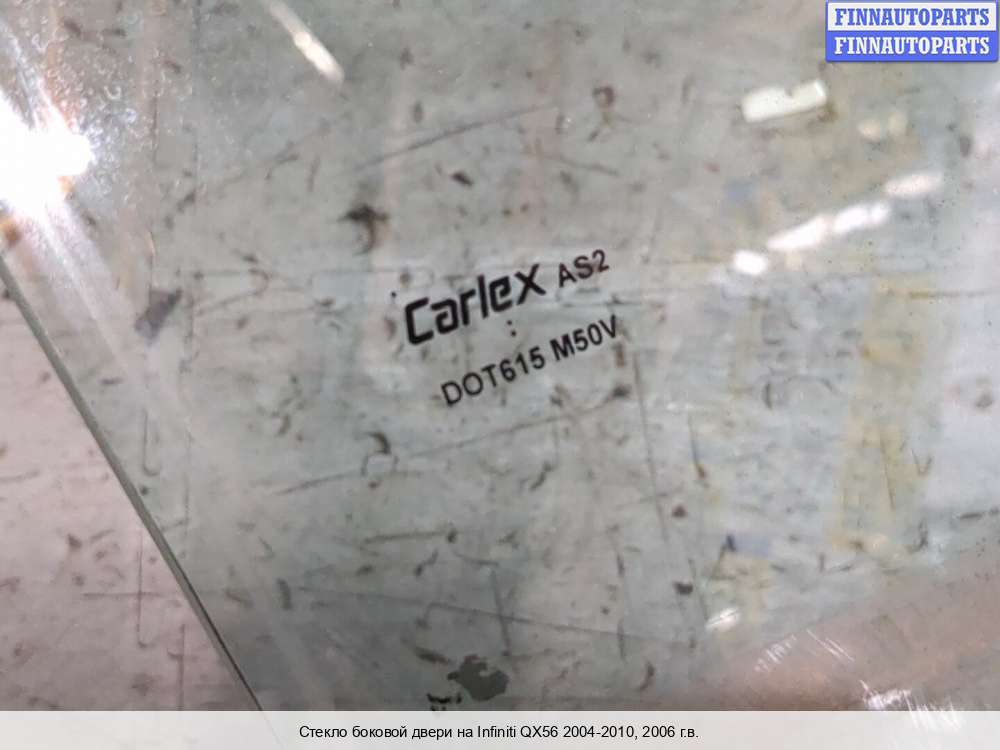 FINNAUTOPARTS
FINNAUTOPARTS
Carlex AS2
DOT615 M50V
Стекло боковой двери на Infiniti QX56 2004-2010, 2006 г.в.